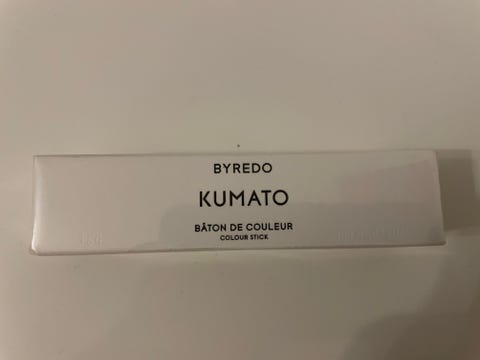 BYREDO
KUMATO
BÂTON DE COULEUR
COLOUR STICK